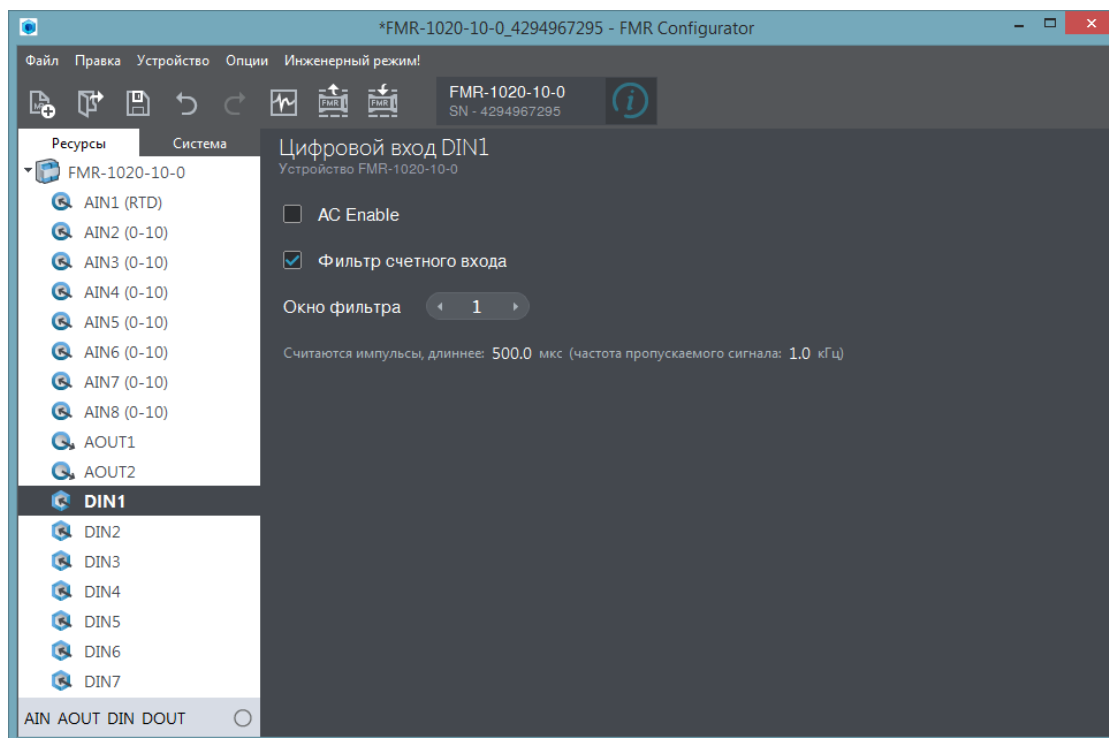 *FMR-1020-10-0_4294967295 - FMR Configurator
Файл Правка Устройство Опции Инженерный режим!
FMR-1020-10-0
SN - 4294967295
FMR FMR
Ресурсы Система
FMR-1020-10-0
AIN1 (RTD)
AIN2 (0-10)
AIN3 (0-10)
AIN4 (0-10)
AIN5 (0-10)
AIN6 (0-10)
AIN7 (0-10)
AIN8 (0-10)
AOUT1
AOUT2
DIN1
DIN2
DIN3
DIN4
DIN5
DIN6
DIN7
AIN AOUT DIN DOUT
Цифровой вход DIN1
Устройство FMR-1020-10-0
AC Enable
Фильтр счетного входа
Окно фильтра 1
Считаются импульсы, длиннее: 500.0 мкс (частота пропускаемого сигнала: 1.0 кГц)